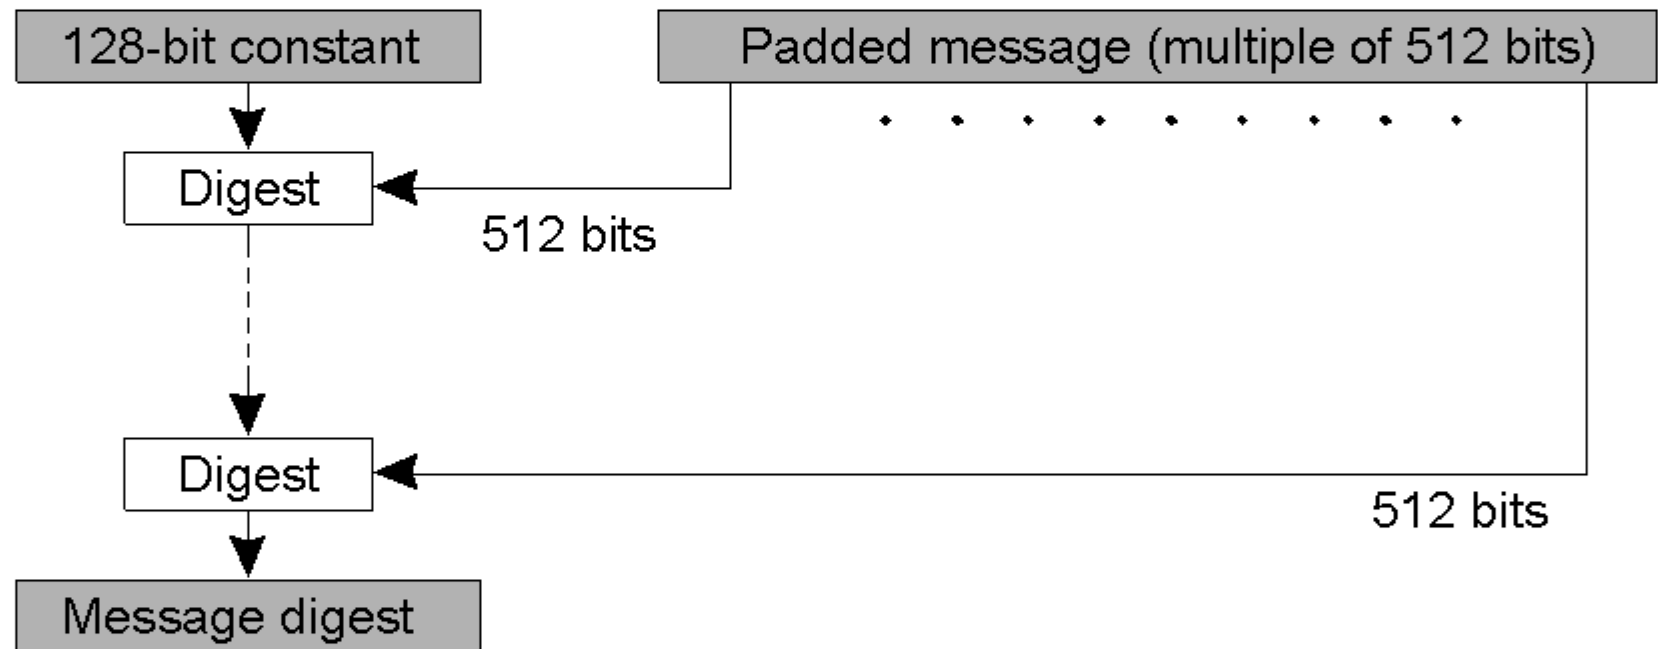 128-bit constant
Padded message (multiple of 512 bits)
Digest
512 bits
Digest
512 bits
Message digest